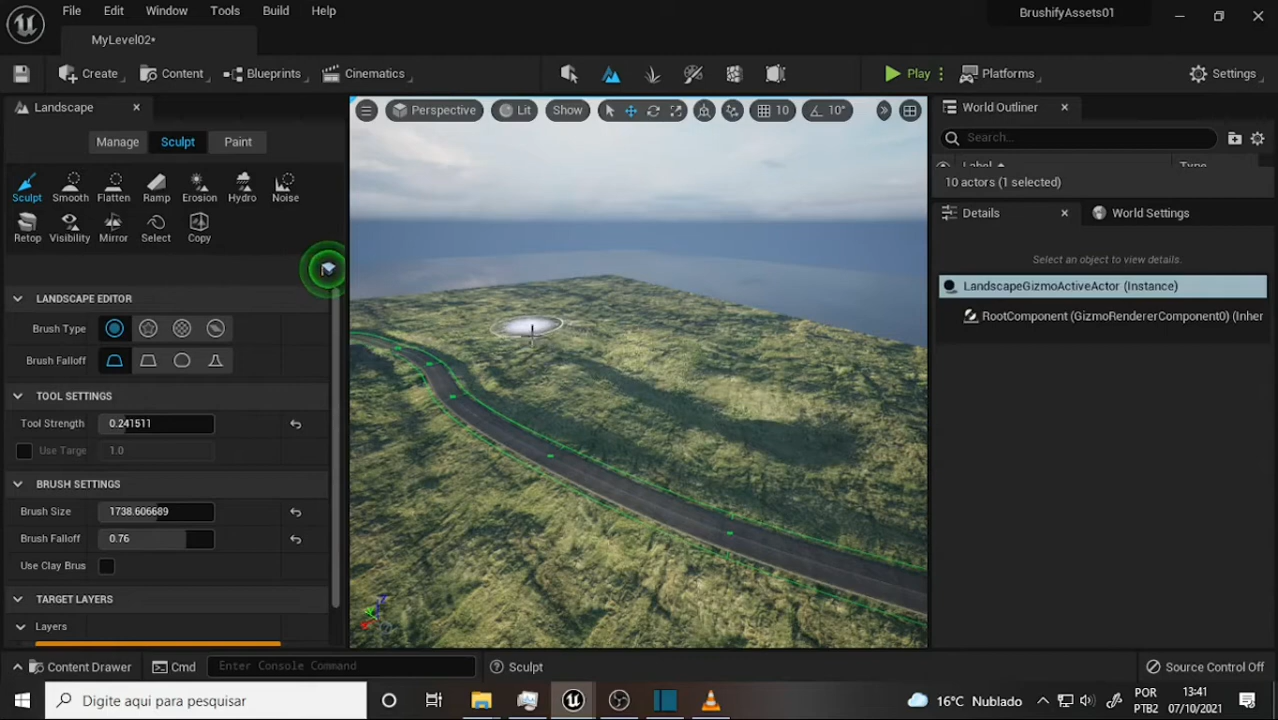 File Edit Window Tools Build Help
BrushifyAssets01
MyLevel02*
Create Content Blueprints Cinematics Play Platforms Settings
Landscape
Manage Sculpt Paint
Sculpt Smooth Flatten Ramp Erosion Hydro Noise
Retop Visibility Mirror Select Copy
LANDSCAPE EDITOR
Brush Type
Brush Falloff
TOOL SETTINGS
Tool Strength 0.241511
Use Targe 1.0
BRUSH SETTINGS
Brush Size 1738.606689
Brush Falloff 0.76
Use Clay Brus
TARGET LAYERS
Layers
Perspective Lit Show 10 10°
World Outliner
Search...
Label Type
10 actors (1 selected)
Details World Settings
Select an object to view details.
LandscapeGizmoActiveActor (Instance)
RootComponent (GizmoRendererComponent0) (Inher
Content Drawer Cmd Enter Console Command Sculpt Source Control Off
Digite aqui para pesquisar
16°C Nublado
POR
PTB2
13:41
07/10/2021